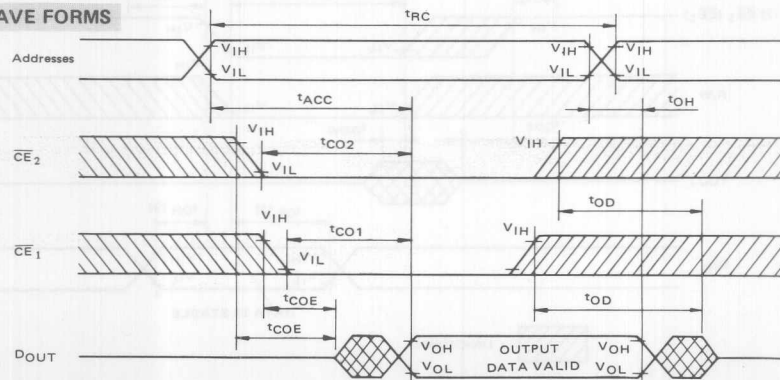 AVE FORMS
tRC
Addresses
VIH
VIL
VIH
VIH
VIL
VIL
tACC
tOH
CE2
VIH
tCO2
VIL
VIH
tOD
CE1
VIH
tCO1
VIL
VIH
tCOE
tOD
tCOE
DOUT
VOH
OUTPUT
VOH
VOL
DATA VALID
VOL